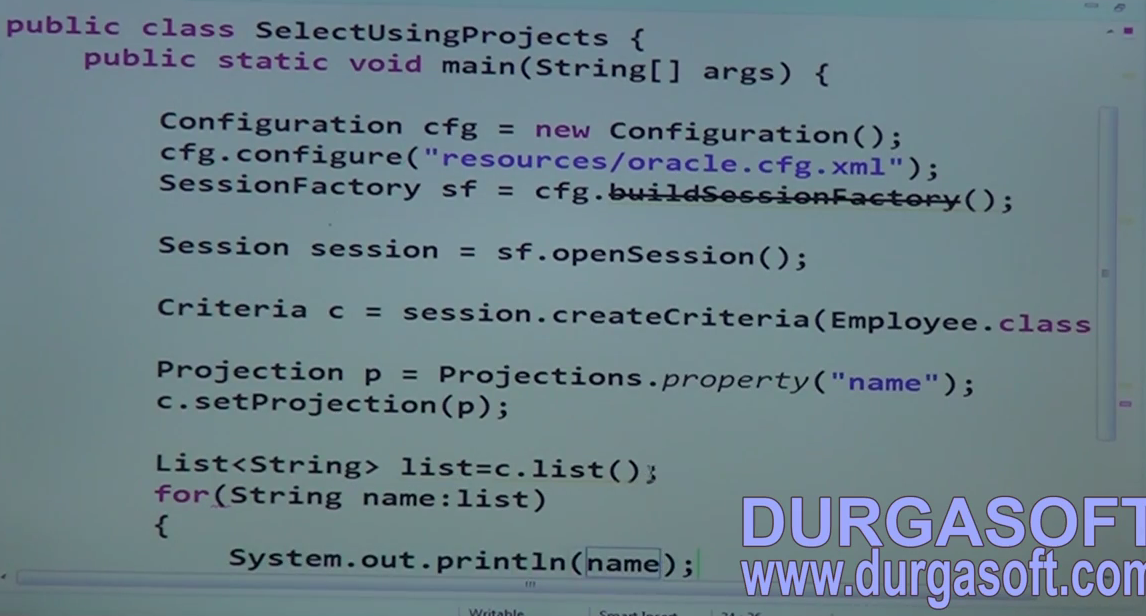 public class SelectUsingProjects {
public static void main(String[] args) {
Configuration cfg = new Configuration();
cfg.configure("resources/oracle.cfg.xml");
SessionFactory sf = cfg.buildSessionFactory();
Session session = sf.openSession();
Criteria c = session.createCriteria(Employee.class
Projection p = Projections.property("name");
c.setProjection(p);
List<String> list=c.list();
for(String name:list)
{
System.out.println(name);
DURGASOFT
www.durgasoft.com
Writable